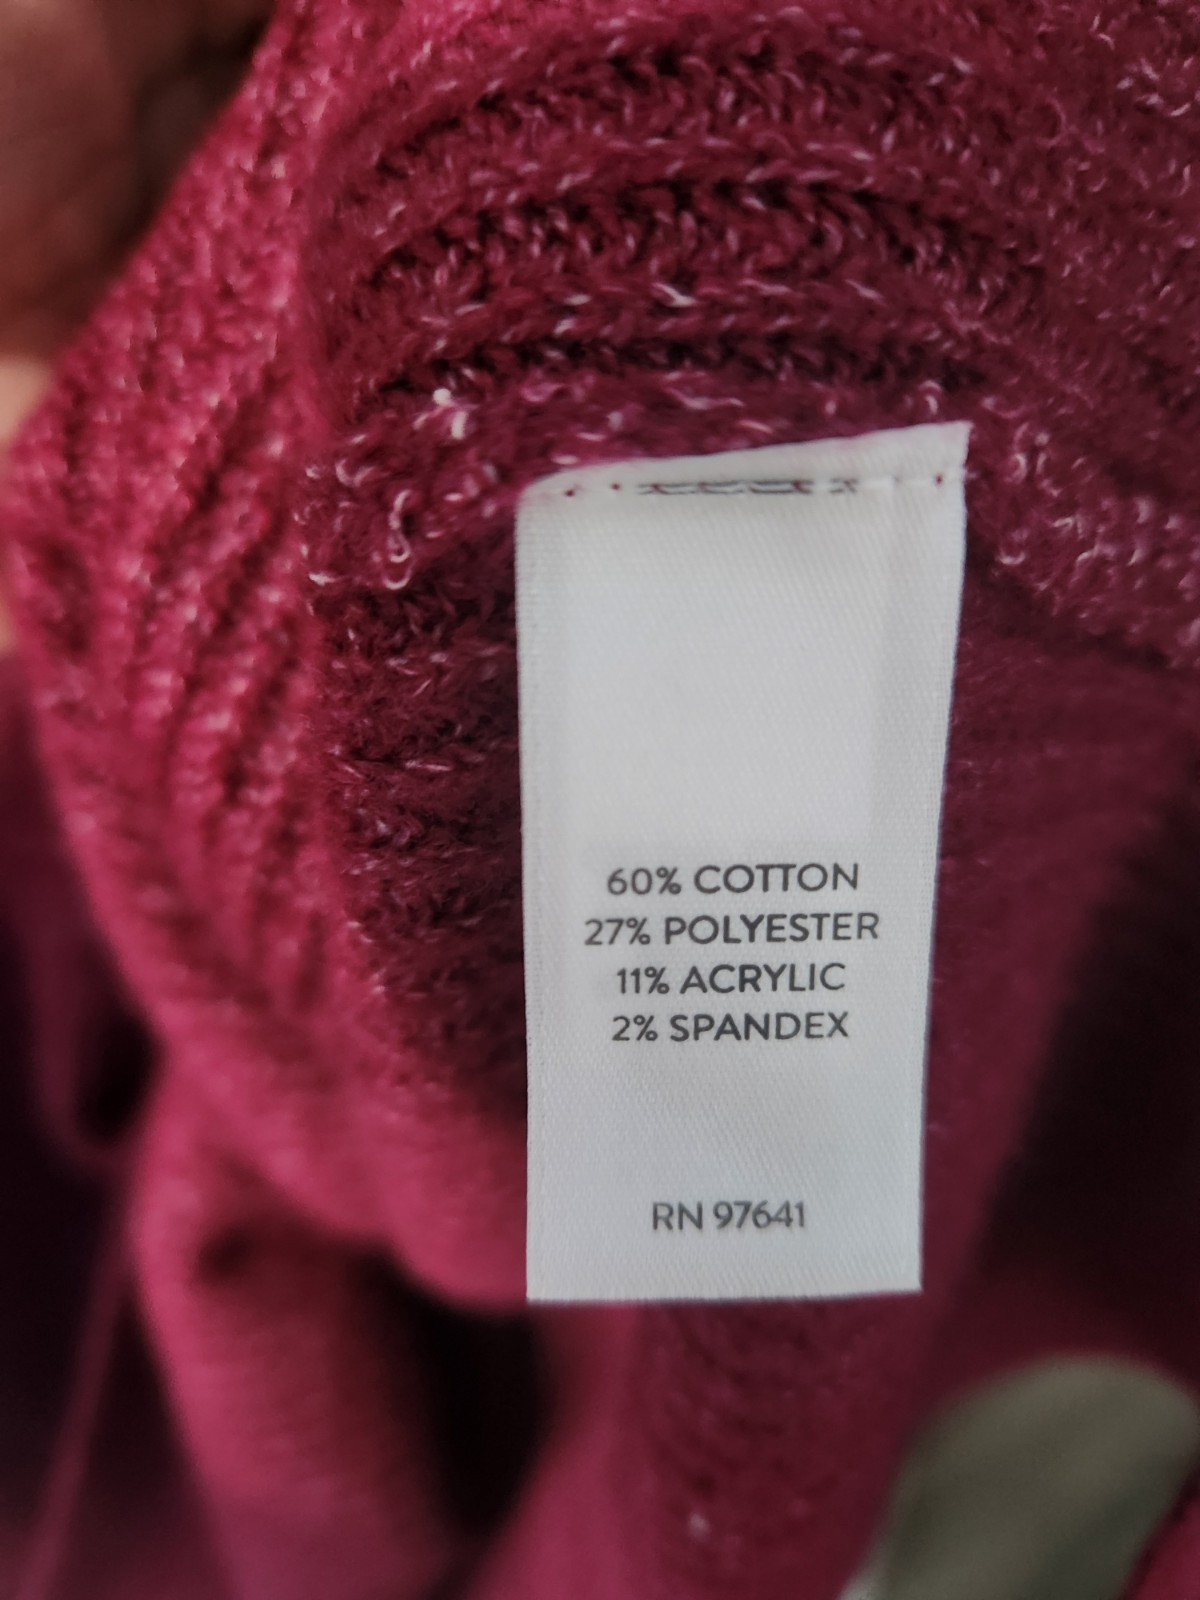 60% COTTON
27% POLYESTER
11% ACRYLIC
2% SPANDEX
RN 97641